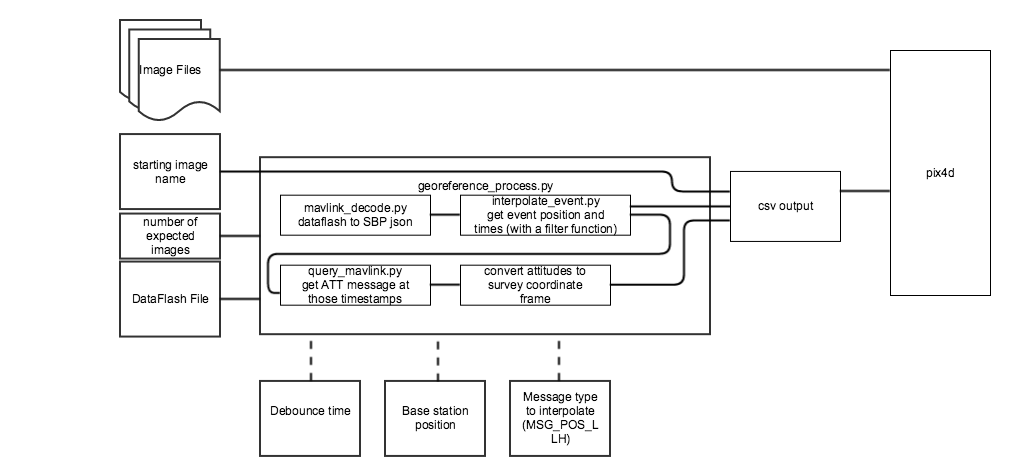 Image Files
starting image
name
number of
expected
images
DataFlash File
georeference_process.py
mavlink_decode.py
dataflash to SBP json
interpolate_event.py
get event position and
times (with a filter function)
query_mavlink.py
get ATT message at
those timestamps
convert attitudes to
survey coordinate
frame
csv output
pix4d
Debounce time
Base station
position
Message type
to interpolate
(MSG_POS_L
LH)